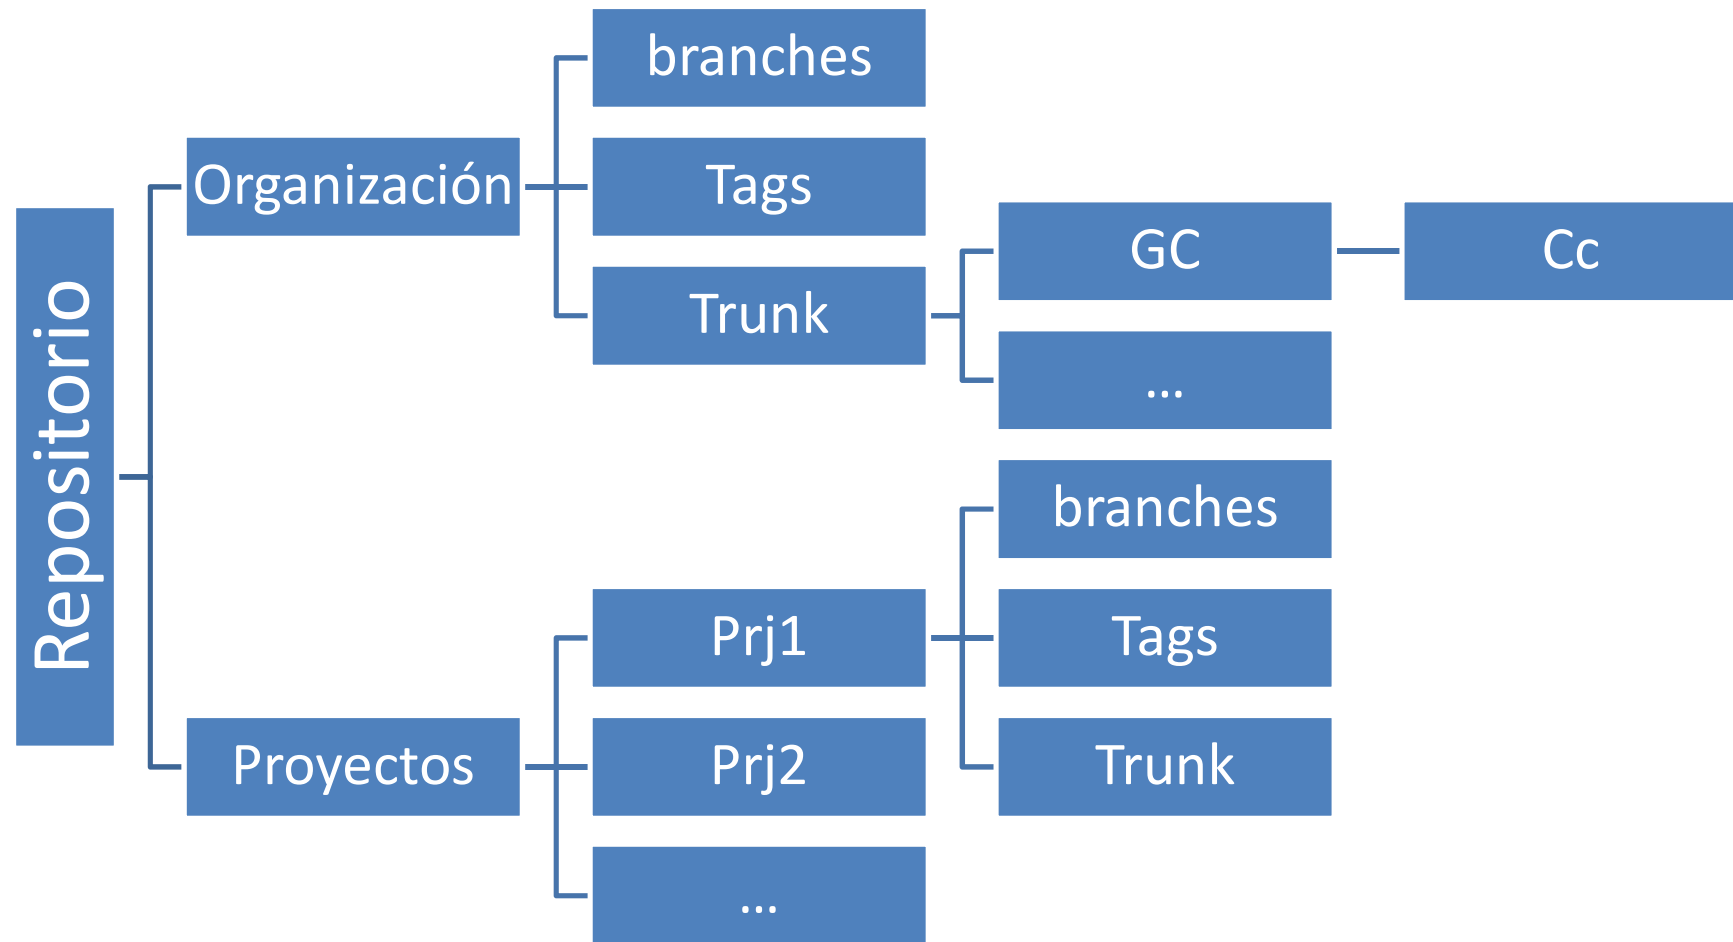 Repositorio
Organización
branches
Tags
Trunk
GC
Cc
...
Proyectos
Prj1
branches
Tags
Trunk
Prj2
...